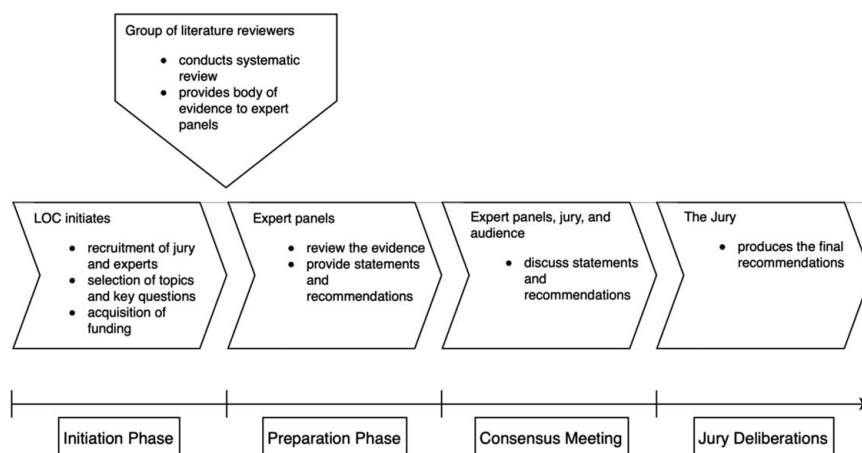 Group of literature reviewers
• conducts systematic
review
• provides body of
evidence to expert
panels
LOC initiates
• recruitment of jury
and experts
• selection of topics
and key questions
• acquisition of
funding
Expert panels
• review the evidence
• provide statements
and
recommendations
Expert panels, jury, and
audience
• discuss statements
and
recommendations
The Jury
• produces the final
recommendations
Initiation Phase
Preparation Phase
Consensus Meeting
Jury Deliberations